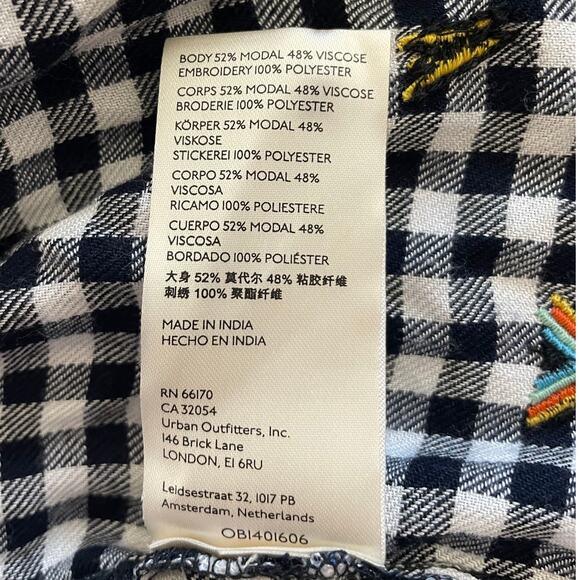 BODY 52% MODAL 48% VISCOSE
EMBROIDERY 100% POLYESTER
CORPS 52% MODAL 48% VISCOSE
BRODERIE 100% POLYESTER
KÖRPER 52% MODAL 48%
VISKOSE
STICKEREI 100% POLYESTER
CORPO 52% MODAL 48%
VISCOSA
RICAMO 100% POLIESTERE
CUERPO 52% MODAL 48%
VISCOSA
BORDADO 100% POLIÉSTER
大身 52% 莫代尔 48% 粘胶纤维
刺绣 100% 聚酯纤维
MADE IN INDIA
HECHO EN INDIA
RN 66170
CA 32054
Urban Outfitters, Inc.
146 Brick Lane
LONDON, E1 6RU
Leidsestraat 32, 1017 PB
Amsterdam, Netherlands
OB1401606